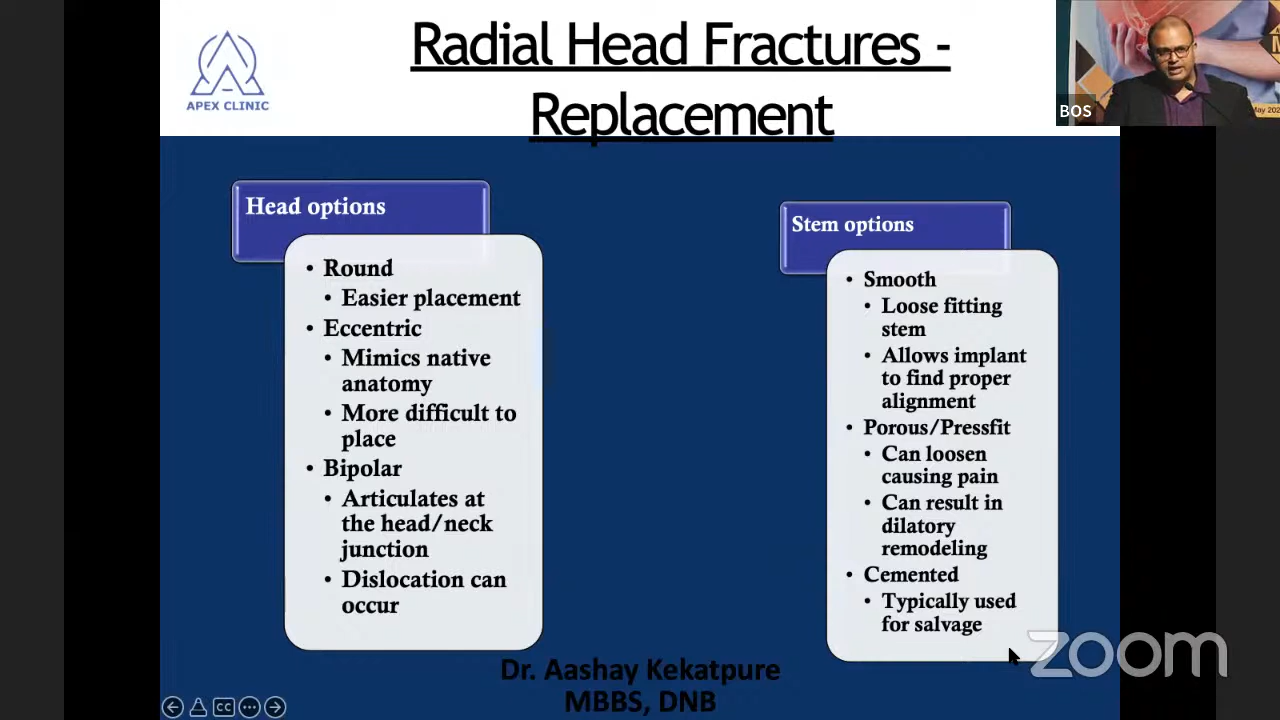 Radial Head Fractures -
Replacement
APEX CLINIC
BOS
May 202
Head options
• Round
• Easier placement
• Eccentric
• Mimics native
anatomy
• More difficult to
place
• Bipolar
• Articulates at
the head/neck
junction
• Dislocation can
occur
Stem options
• Smooth
• Loose fitting
stem
• Allows implant
to find proper
alignment
• Porous/Pressfit
• Can loosen
causing pain
• Can result in
dilatory
remodeling
• Cemented
• Typically used
for salvage
Dr. Aashay Kekatpure
MBBS, DNB
zoom
CC